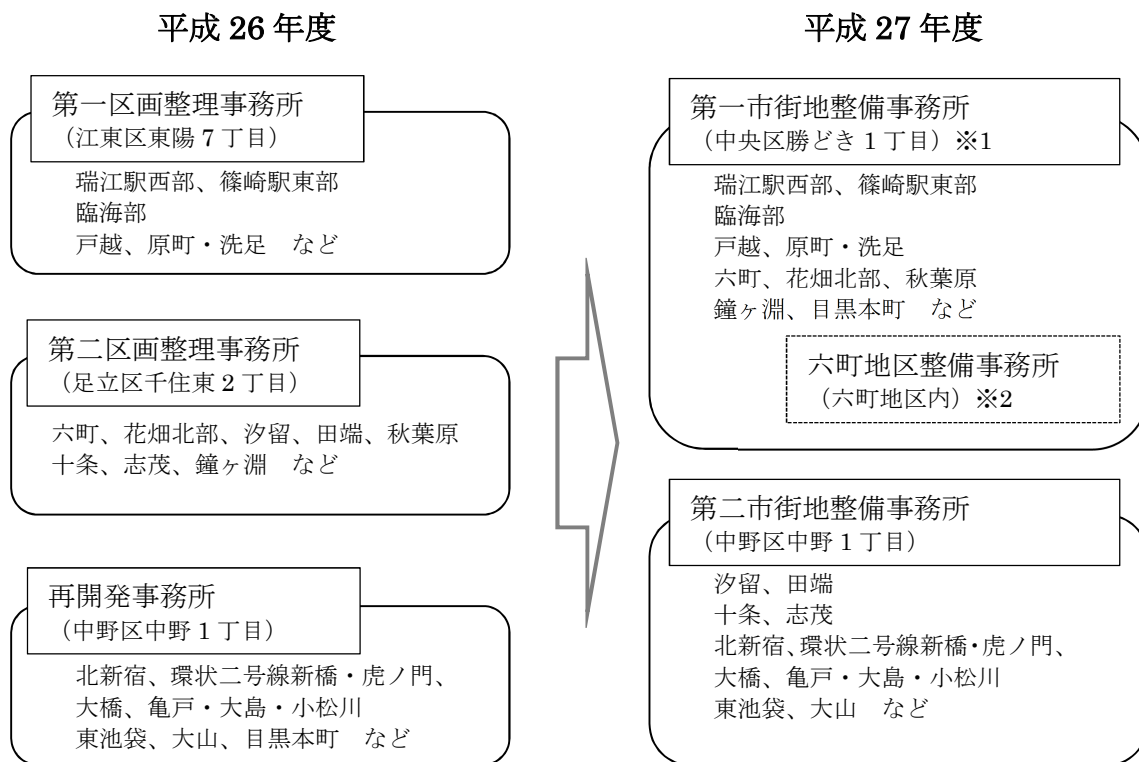 平成 26 年度
第一区画整理事務所
（江東区東陽 7 丁目）
瑞江駅西部、篠崎駅東部
臨海部
戸越、原町・洗足　など
第二区画整理事務所
（足立区千住東 2 丁目）
六町、花畑北部、汐留、田端、秋葉原
十条、志茂、鐘ヶ淵　など
再開発事務所
（中野区中野 1 丁目）
北新宿、環状二号線新橋・虎ノ門、
大橋、亀戸・大島・小松川
東池袋、大山、目黒本町　など
平成 27 年度
第一市街地整備事務所
（中央区勝どき 1 丁目）※1
瑞江駅西部、篠崎駅東部
臨海部
戸越、原町・洗足
六町、花畑北部、秋葉原
鐘ヶ淵、目黒本町　など
六町地区整備事務所
（六町地区内）※2
第二市街地整備事務所
（中野区中野 1 丁目）
汐留、田端
十条、志茂
北新宿、環状二号線新橋・虎ノ門、
大橋、亀戸・大島・小松川
東池袋、大山　など